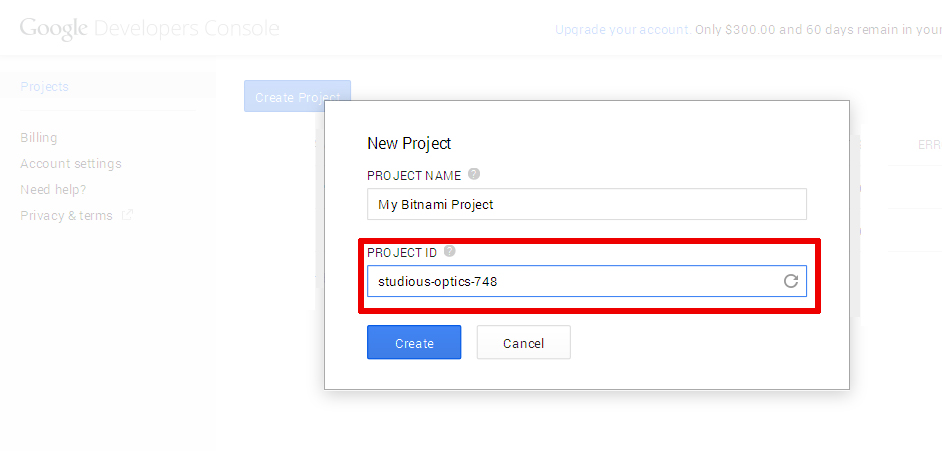 Google Developers Console
Upgrade your account. Only $300.00 and 60 days remain in your
Projects
Create Project
Billing
Account settings
Need help?
Privacy & terms
ERR
New Project
PROJECT NAME ?
My Bitnami Project
PROJECT ID ?
studious-optics-748
Create
Cancel